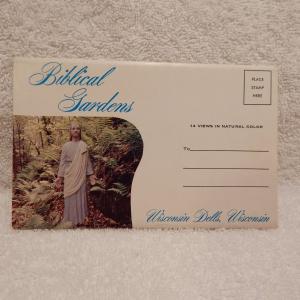 Biblical
Gardens
PLACE
STAMP
HERE
14 VIEWS IN NATURAL COLOR
To
Wisconsin Dells, Wisconsin